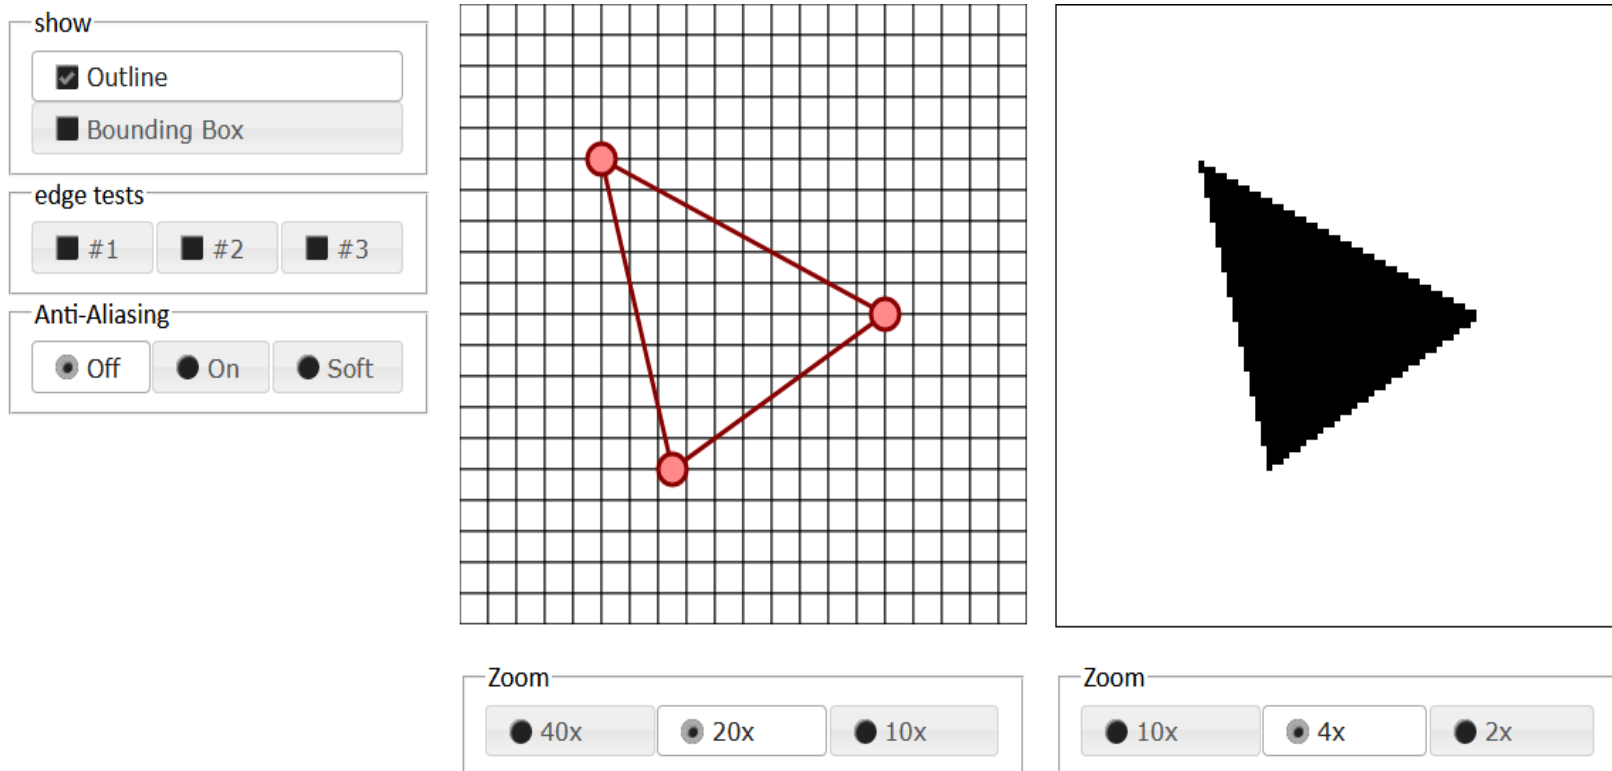 show
Outline
Bounding Box
edge tests
#1 #2 #3
Anti-Aliasing
Off On Soft
Zoom
40x 20x 10x
Zoom
10x 4x 2x